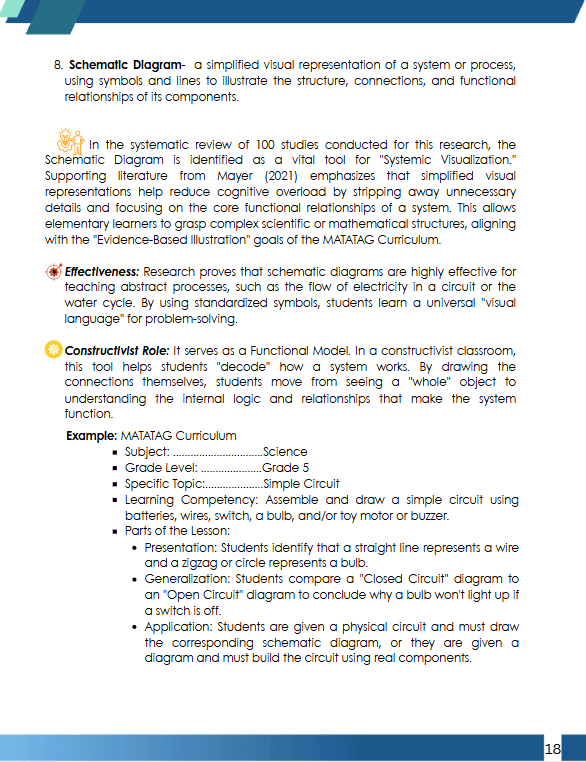 8. Schematic Diagram- a simplified visual representation of a system or process,
using symbols and lines to illustrate the structure, connections, and functional
relationships of its components.
In the systematic review of 100 studies conducted for this research, the
Schematic Diagram is identified as a vital tool for "Systemic Visualization."
Supporting literature from Mayer (2021) emphasizes that simplified visual
representations help reduce cognitive overload by stripping away unnecessary
details and focusing on the core functional relationships of a system. This allows
elementary learners to grasp complex scientific or mathematical structures, aligning
with the "Evidence-Based Illustration" goals of the MATATAG Curriculum.
Effectiveness: Research proves that schematic diagrams are highly effective for
teaching abstract processes, such as the flow of electricity in a circuit or the
water cycle. By using standardized symbols, students learn a universal "visual
language" for problem-solving.
Constructivist Role: It serves as a Functional Model. In a constructivist classroom,
this tool helps students "decode" how a system works. By drawing the
connections themselves, students move from seeing a "whole" object to
understanding the internal logic and relationships that make the system
function.
Example: MATATAG Curriculum
▪ Subject: ...............................Science
▪ Grade Level: .....................Grade 5
▪ Specific Topic:....................Simple Circuit
▪ Learning Competency: Assemble and draw a simple circuit using
batteries, wires, switch, a bulb, and/or toy motor or buzzer.
▪ Parts of the Lesson:
• Presentation: Students identify that a straight line represents a wire
and a zigzag or circle represents a bulb.
• Generalization: Students compare a "Closed Circuit" diagram to
an "Open Circuit" diagram to conclude why a bulb won't light up if
a switch is off.
• Application: Students are given a physical circuit and must draw
the corresponding schematic diagram, or they are given a
diagram and must build the circuit using real components.
18